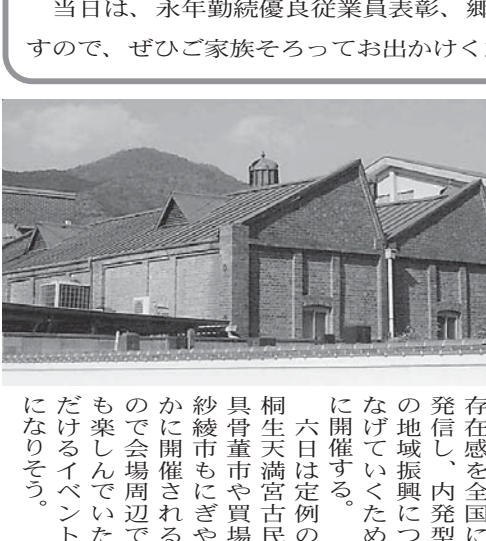 当日は、永年勤続優良従業員表彰、郷
すので、ぜひご家族そろってお出かけく
存在感を全国に
発信し、内発型
の地域振興につ
なげていくため
に開催する。
六日は定例の
桐生天満宮古民
具骨董市や買場
紗綾市もにぎや
かに開催される
ので会場周辺で
も楽しんでいた
だけるイベント
になりそう。